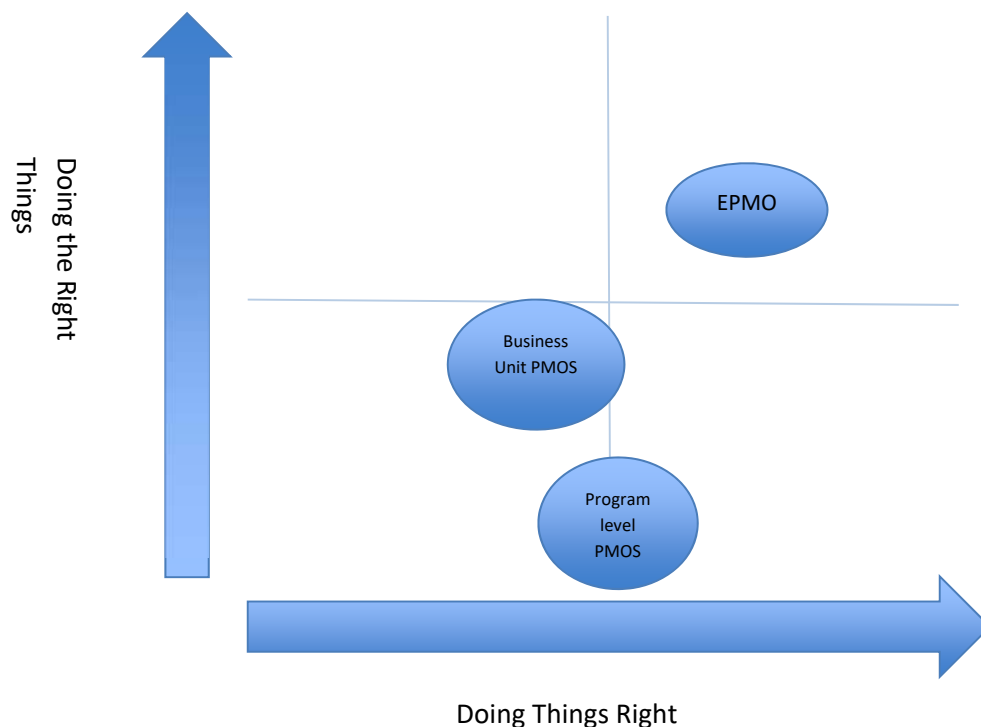 Doing the Right
Things
EPMO
Business
Unit PMOS
Program
level
PMOS
Doing Things Right